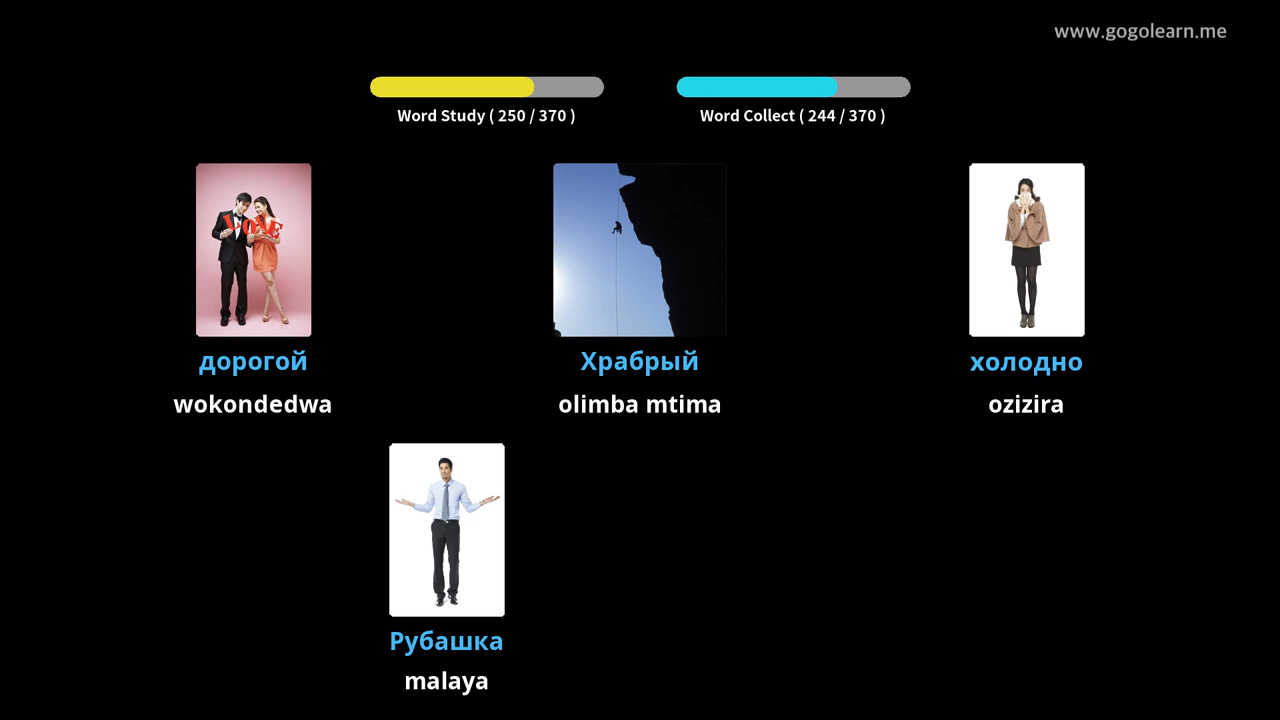 www.gogolearn.me
Word Study ( 250 / 370 )
Word Collect ( 244 / 370 )
LOVE
дорогой
Храбрый
холодно
wokondedwa
olimba mtima
ozizira
Рубашка
malaya